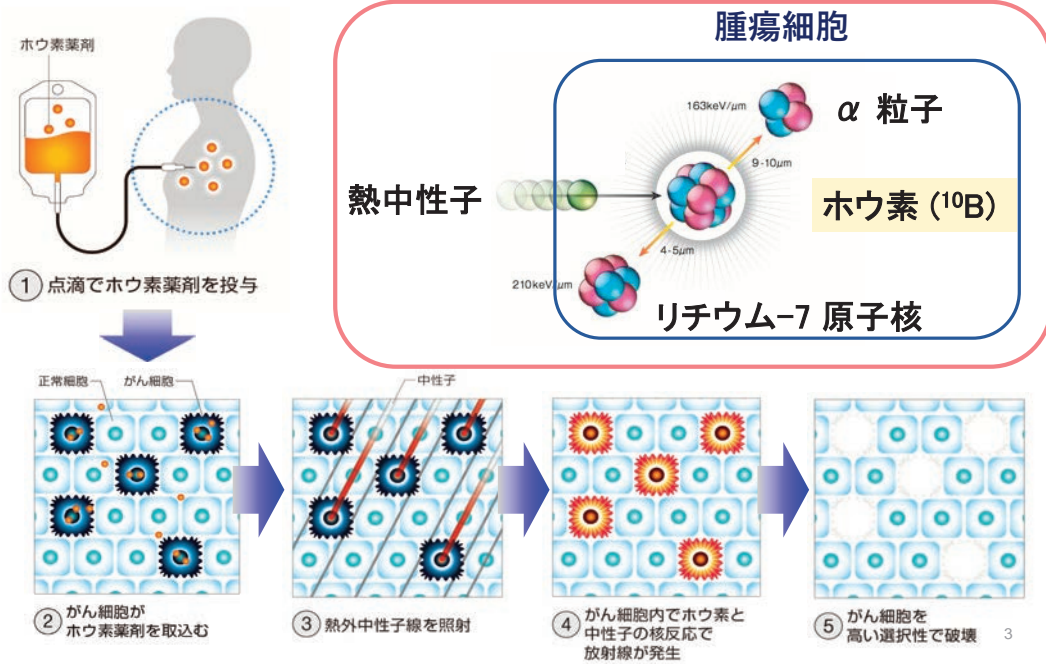 ホウ素薬剤
① 点滴でホウ素薬剤を投与
腫瘍細胞
163keV/μm
α 粒子
9-10μm
熱中性子
ホウ素 (¹⁰B)
4-5μm
210keV/μm
リチウム-7 原子核
正常細胞
がん細胞
中性子
② がん細胞が
ホウ素薬剤を取込む
③ 熱外中性子線を照射
④ がん細胞内でホウ素と
中性子の核反応で
放射線が発生
⑤ がん細胞を
高い選択性で破壊
3